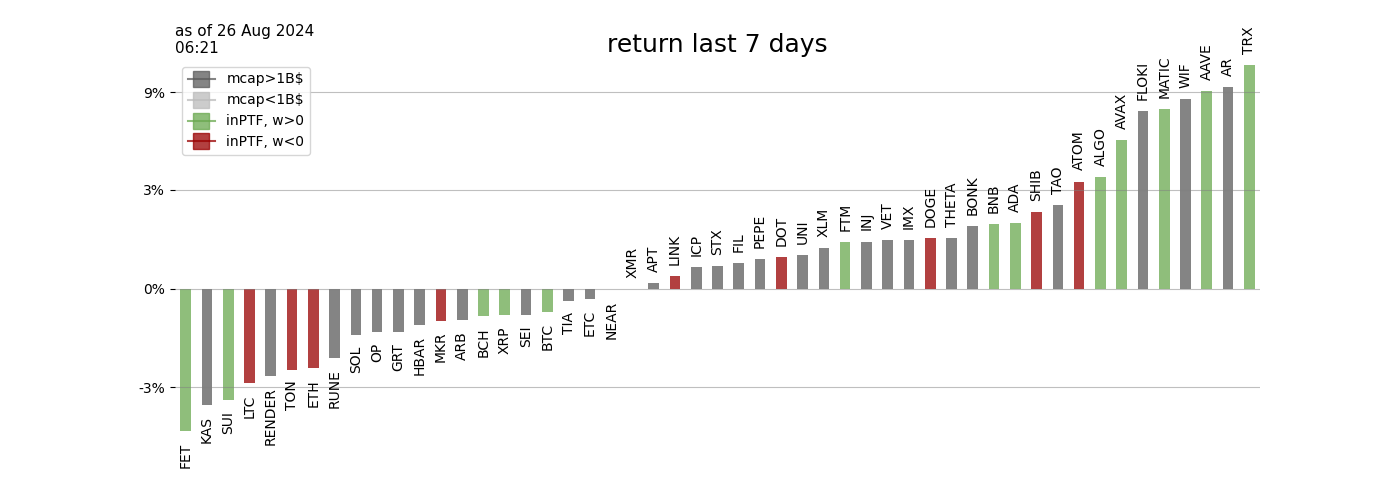 as of 26 Aug 2024
06:21
return last 7 days
mcap>1B$
mcap<1B$
inPTF, w>0
inPTF, w<0
9%
3%
0%
-3%
FET
KAS
SUI
LTC
RENDER
TON
ETH
RUNE
SOL
OP
GRT
HBAR
MKR
ARB
BCH
XRP
SEI
BTC
TIA
ETC
NEAR
XMR
APT
LINK
ICP
STX
FIL
PEPE
DOT
UNI
XLM
FTM
INJ
VET
IMX
DOGE
THETA
BONK
BNB
ADA
SHIB
TAO
ATOM
ALGO
AVAX
FLOKI
MATIC
WIF
AAVE
AR
TRX